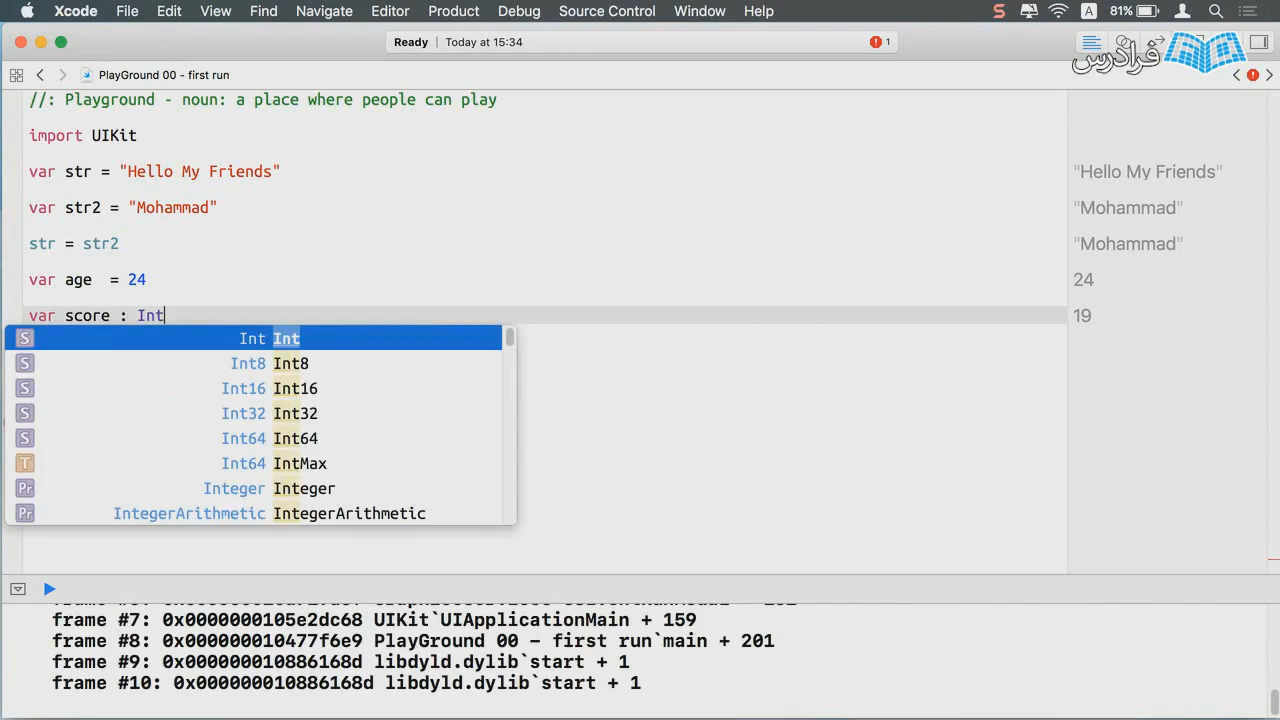 Xcode File Edit View Find Navigate Editor Product Debug Source Control Window Help S A 81%
Ready Today at 15:34 1
فرادرس
PlayGround 00 - first run
//: Playground - noun: a place where people can play
import UIKit
var str = "Hello My Friends" "Hello My Friends"
var str2 = "Mohammad" "Mohammad"
str = str2 "Mohammad"
var age  = 24 24
var score : Int 19
S Int Int
S Int8 Int8
S Int16 Int16
S Int32 Int32
S Int64 Int64
T Int64 IntMax
Pr Integer Integer
Pr IntegerArithmetic IntegerArithmetic
frame #7: 0x0000000105e2dc68 UIKit`UIApplicationMain + 159
frame #8: 0x000000010477f6e9 PlayGround 00 – first run`main + 201
frame #9: 0x000000010886168d libdyld.dylib`start + 1
frame #10: 0x000000010886168d libdyld.dylib`start + 1